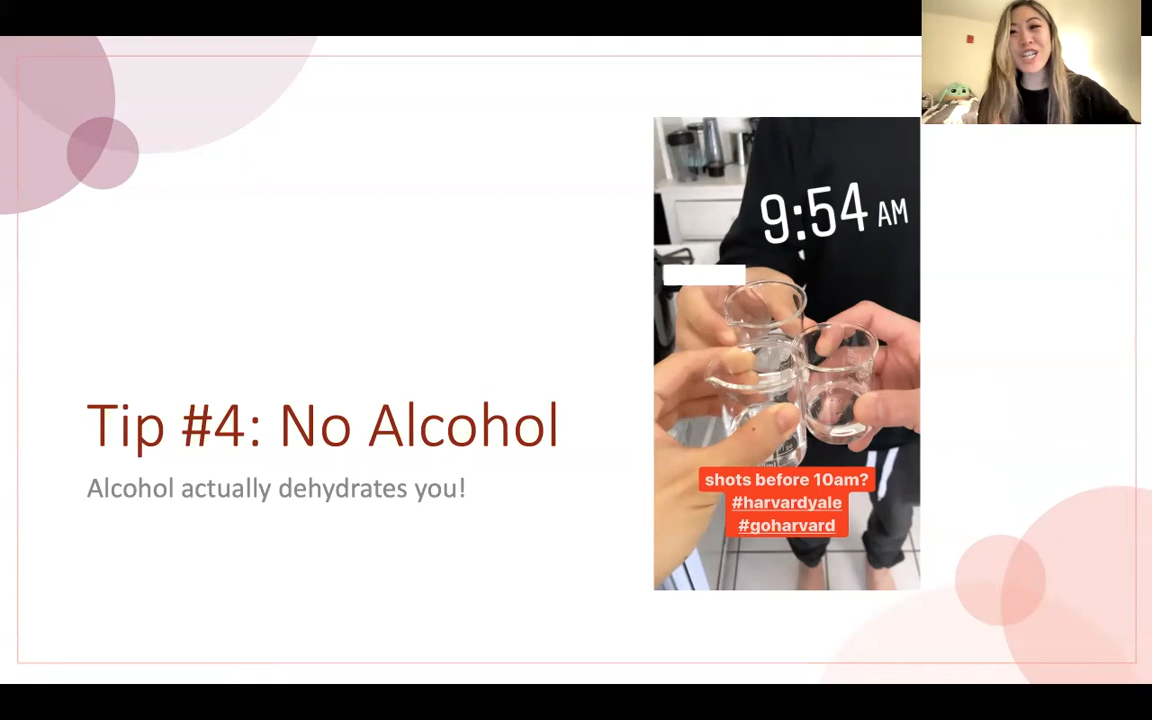 9:54 AM
Tip #4: No Alcohol
Alcohol actually dehydrates you!
shots before 10am?
#harvardyale
#goharvard